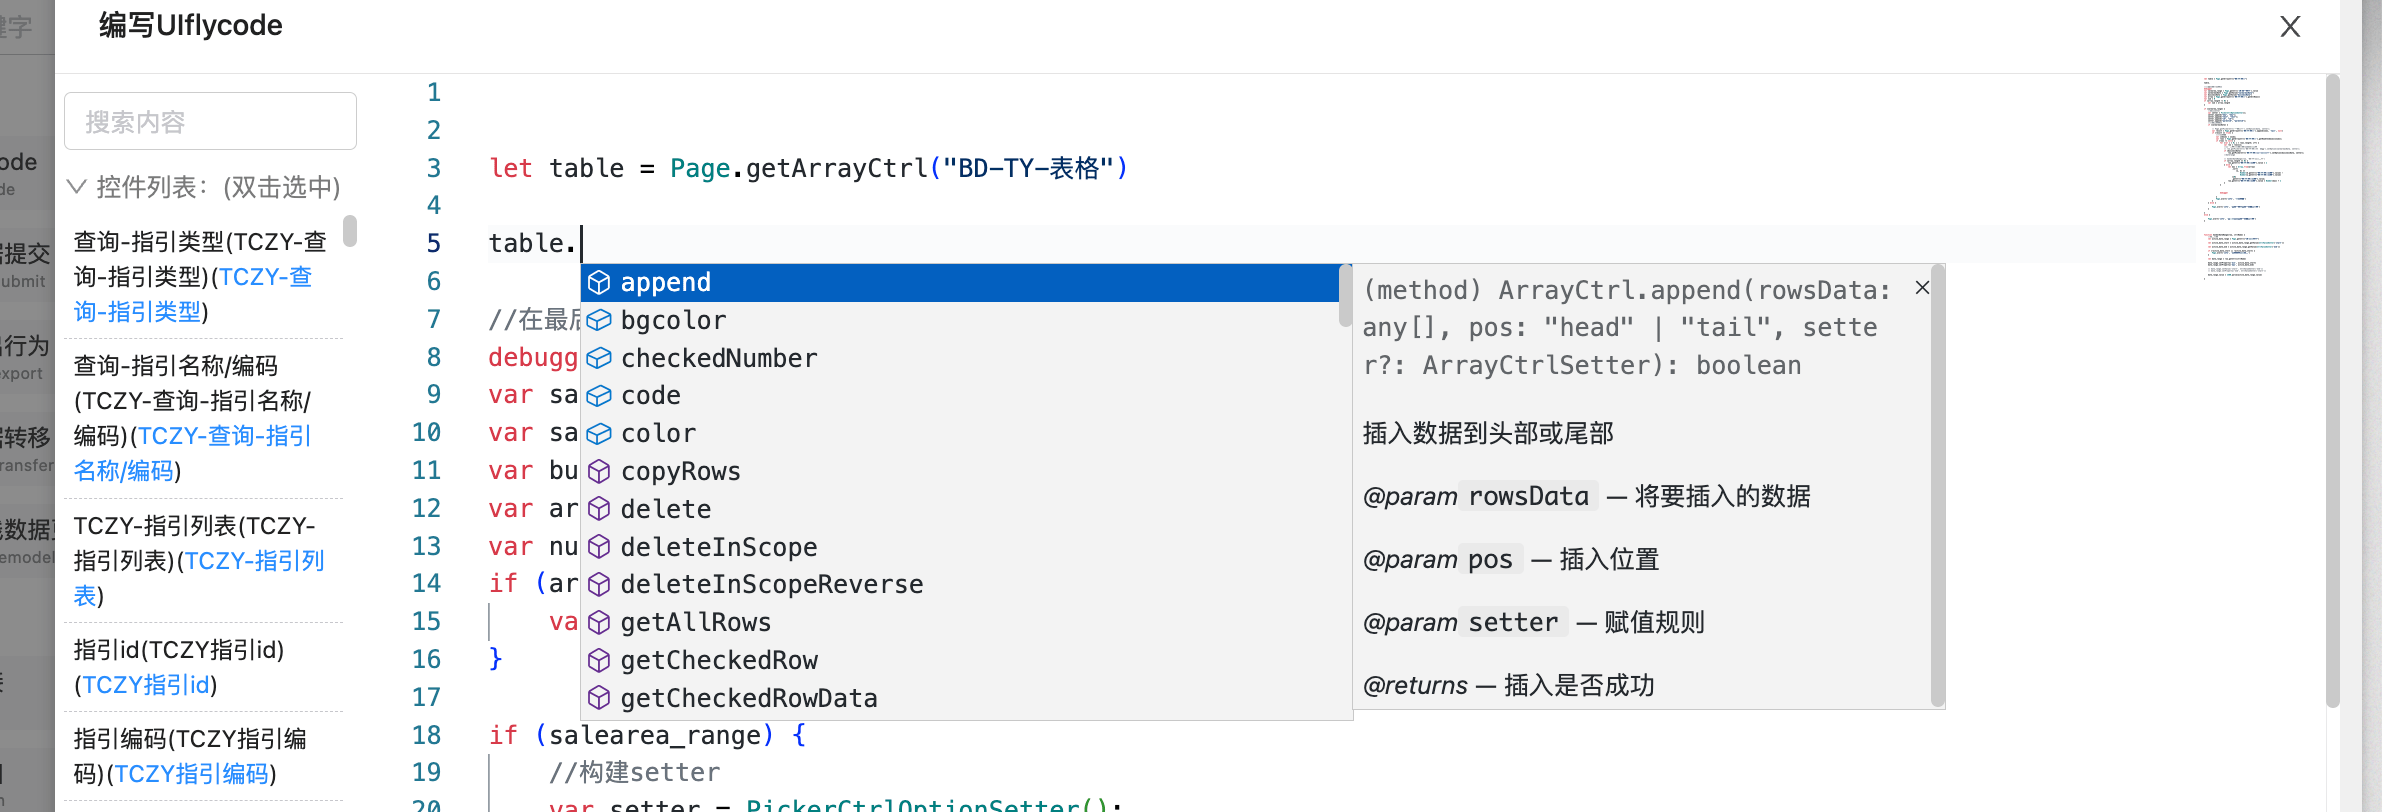 编写UIflycode
搜索内容
控件列表：(双击选中)
查询-指引类型(TCZY-查
询-指引类型)(TCZY-查
询-指引类型)
查询-指引名称/编码
(TCZY-查询-指引名称/
编码)(TCZY-查询-指引
名称/编码)
TCZY-指引列表(TCZY-
指引列表)(TCZY-指引列
表)
指引id(TCZY指引id)
(TCZY指引id)
指引编码(TCZY指引编
码)(TCZY指引编码)
1
2
3 let table = Page.getArrayCtrl("BD-TY-表格")
4
5 table.
6
7 //在最后
8 debugg
9 var sa
10 var sa
11 var bu
12 var ar
13 var nu
14 if (ar
15 va
16 }
17
18 if (salearea_range) {
19 //构建setter
20 var setter = PickerCtrlOptionSetter();
append
bgcolor
checkedNumber
code
color
copyRows
delete
deleteInScope
deleteInScopeReverse
getAllRows
getCheckedRow
getCheckedRowData
(method) ArrayCtrl.append(rowsData:
any[], pos: "head" | "tail", sette
r?: ArrayCtrlSetter): boolean
插入数据到头部或尾部
@param rowsData — 将要插入的数据
@param pos — 插入位置
@param setter — 赋值规则
@returns — 插入是否成功
键字
ode
de
提交
ubmit
行为
xport
转移
ransfer
数据
emodel